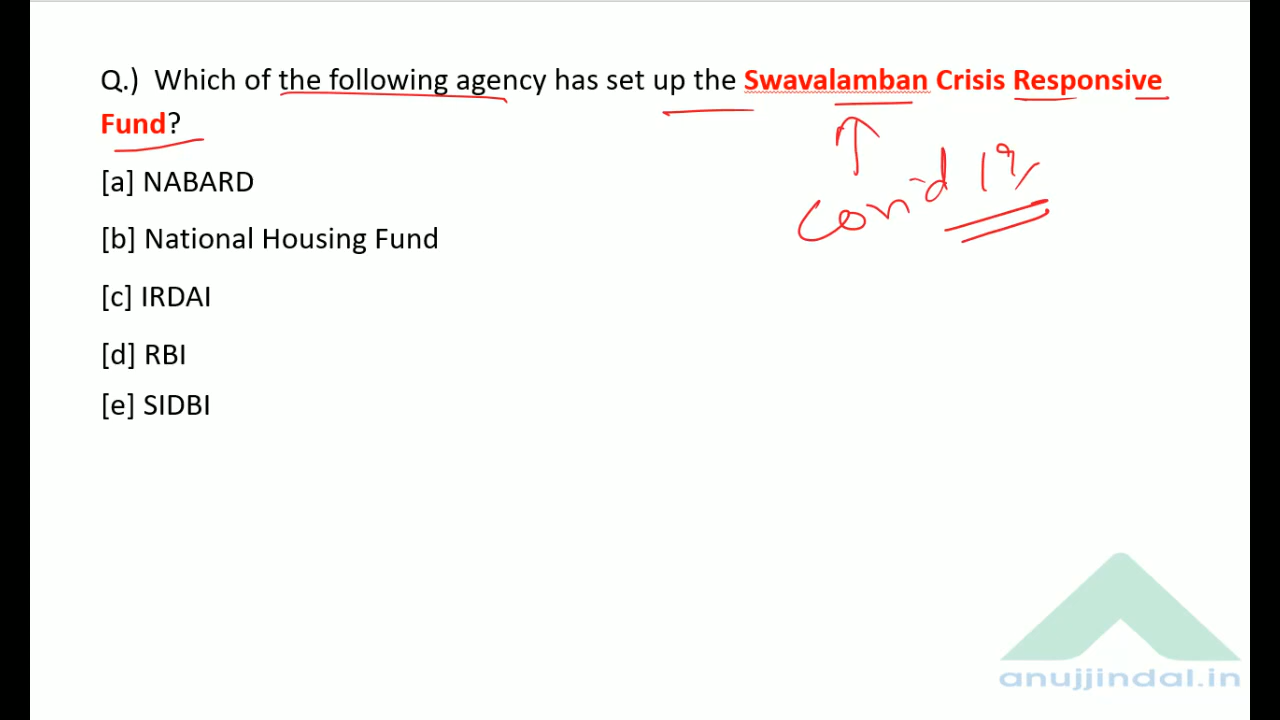 Q.) Which of the following agency has set up the Swavalamban Crisis Responsive
Fund?
[a] NABARD
[b] National Housing Fund
[c] IRDAI
[d] RBI
[e] SIDBI
Covid 19
anujjindal.in